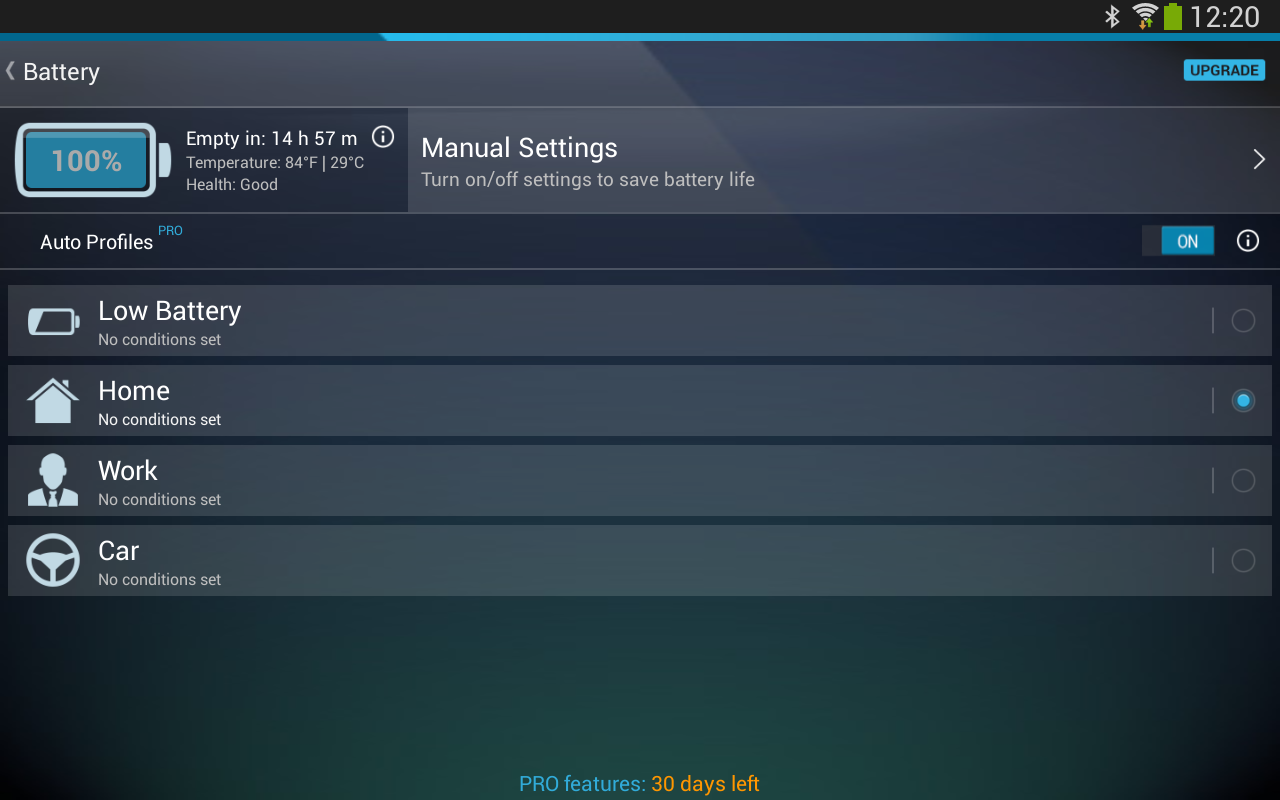 12:20
Battery
UPGRADE
100%
Empty in: 14 h 57 m
Temperature: 84°F | 29°C
Health: Good
Manual Settings
Turn on/off settings to save battery life
Auto Profiles PRO
ON
Low Battery
No conditions set
Home
No conditions set
Work
No conditions set
Car
No conditions set
PRO features: 30 days left